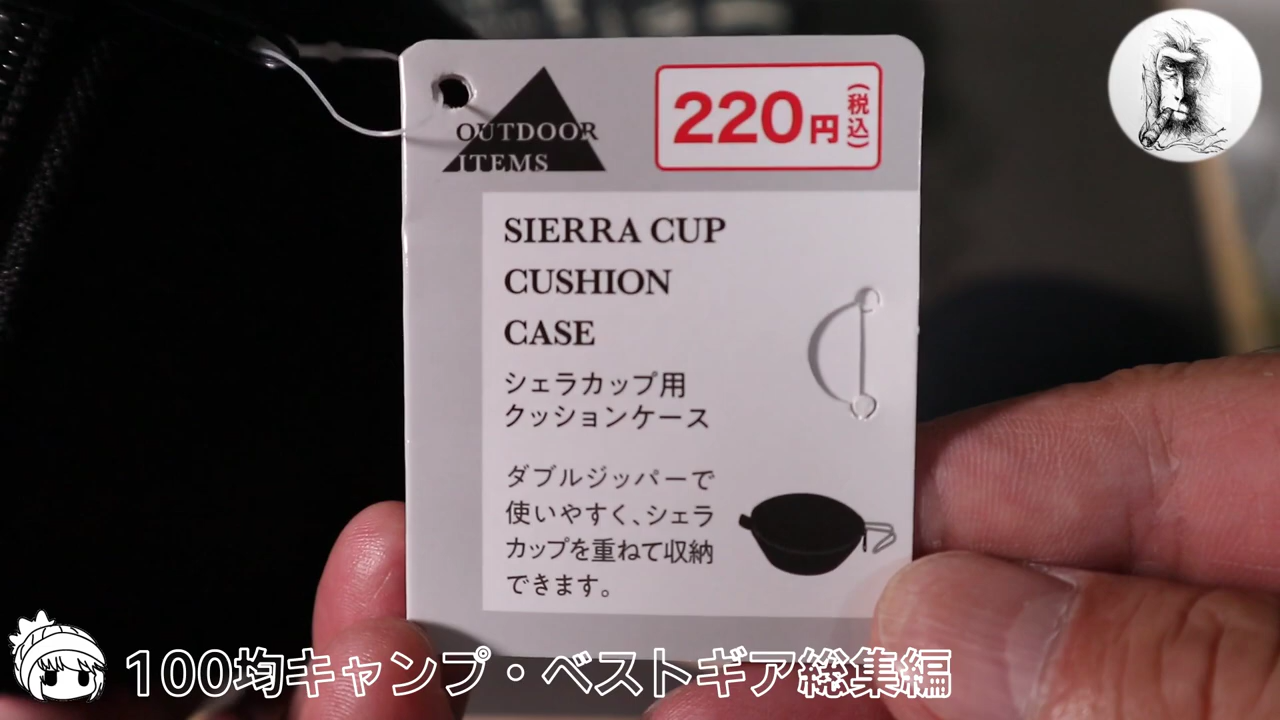 OUTDOOR
ITEMS
220円(税込)
SIERRA CUP
CUSHION
CASE
シェラカップ用
クッションケース
ダブルジッパーで
使いやすく、シェラ
カップを重ねて収納
できます。
100均キャンプ・ベストギア総集編